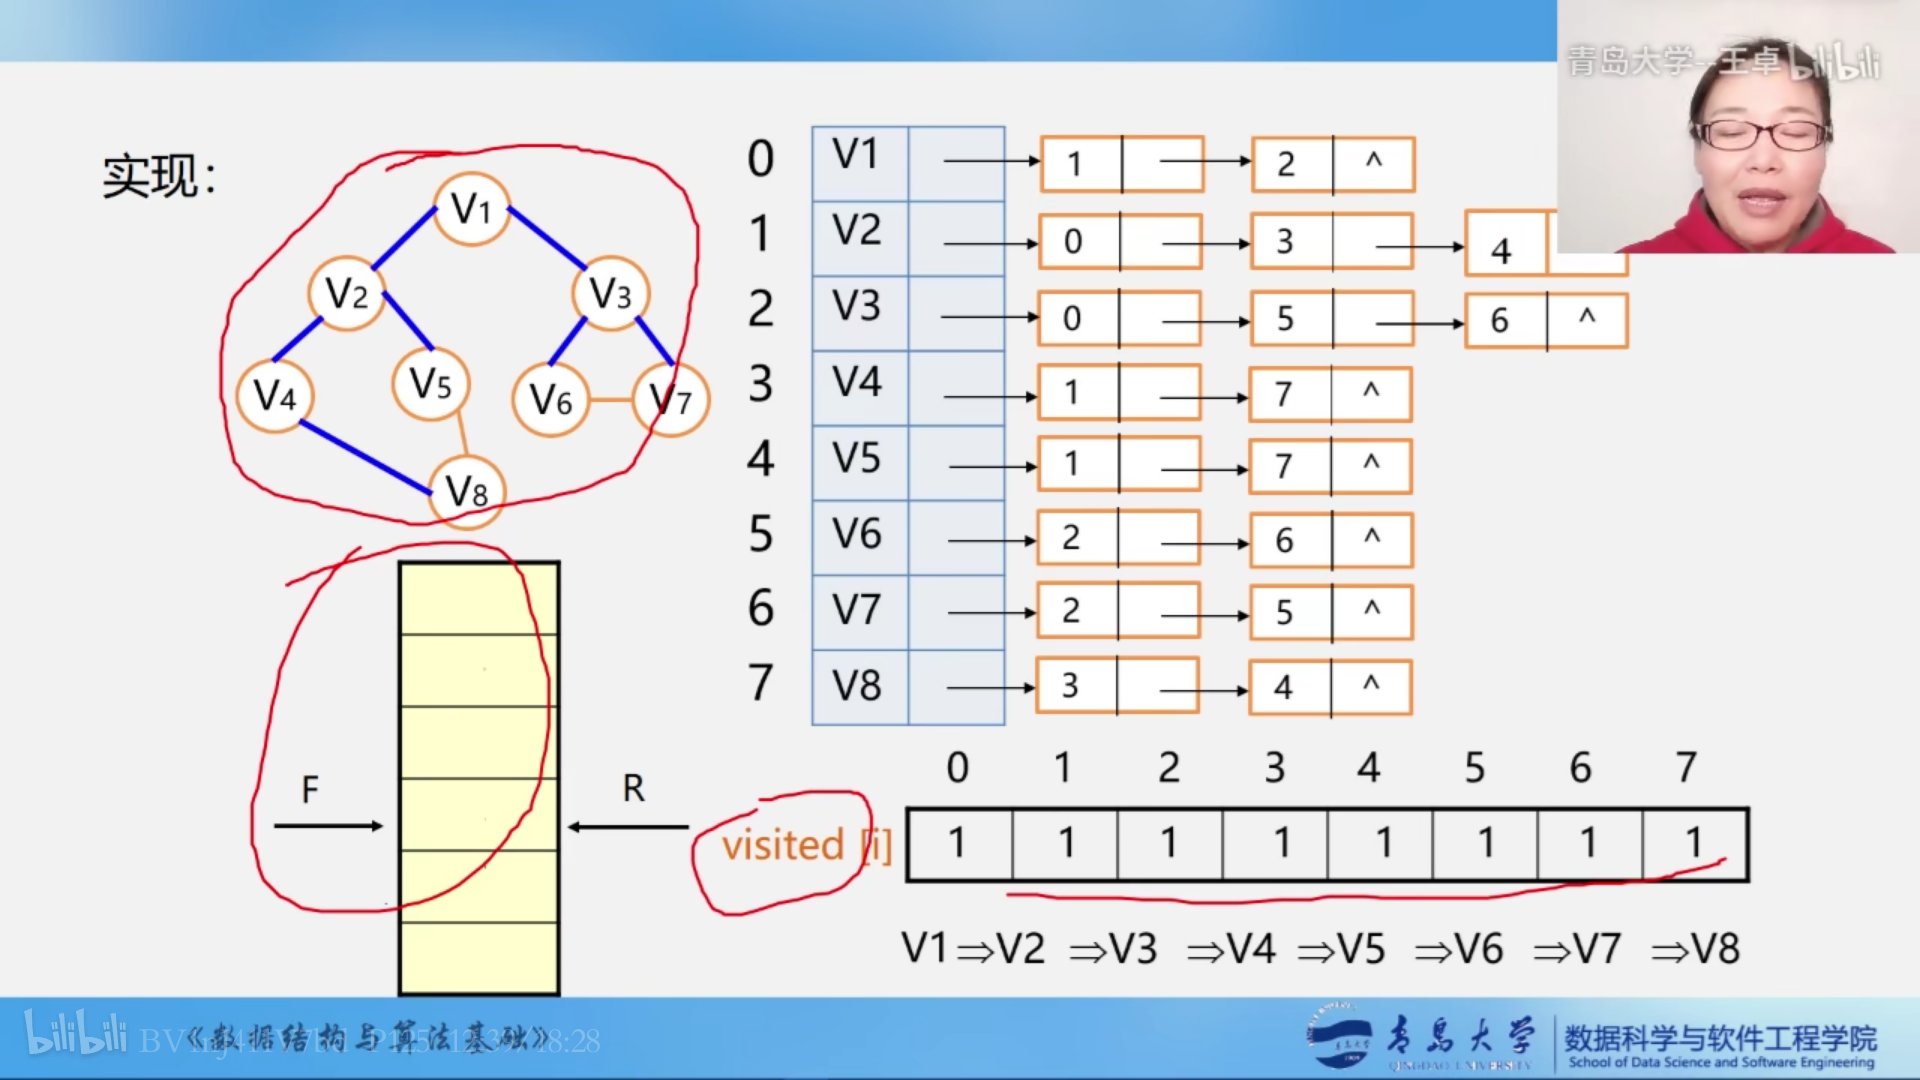 青岛大学--王卓 bilibili
实现：
V1
V2 V3
V4 V5 V6 V7
V8
0 V1 1 2 ^
1 V2 0 3 4
2 V3 0 5 6 ^
3 V4 1 7 ^
4 V5 1 7 ^
5 V6 2 6 ^
6 V7 2 5 ^
7 V8 3 4 ^
F R
0 1 2 3 4 5 6 7
visited [i] 1 1 1 1 1 1 1 1
V1⇒V2 ⇒V3 ⇒V4 ⇒V5 ⇒V6 ⇒V7 ⇒V8
bilibili
《数据结构与算法基础》
青岛大学
QINGDAO UNIVERSITY
数据科学与软件工程学院
School of Data Science and Software Engineering